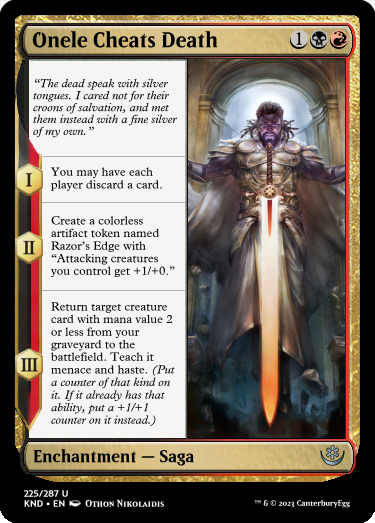 Onele Cheats Death 1
“The dead speak with silver
tongues. I cared not for their
croons of salvation, and met
them instead with a fine silver
of my own.”
I
You may have each
player discard a card.
II
Create a colorless
artifact token named
Razor's Edge with
“Attacking creatures
you control get +1/+0.”
III
Return target creature
card with mana value 2
or less from your
graveyard to the
battlefield. Teach it
menace and haste. (Put
a counter of that kind on
it. If it already has that
ability, put a +1/+1
counter on it instead.)
Enchantment — Saga
225/287 U
KND • EN Othon Nikolaidis
™ & © 2023 CanterburyEgg